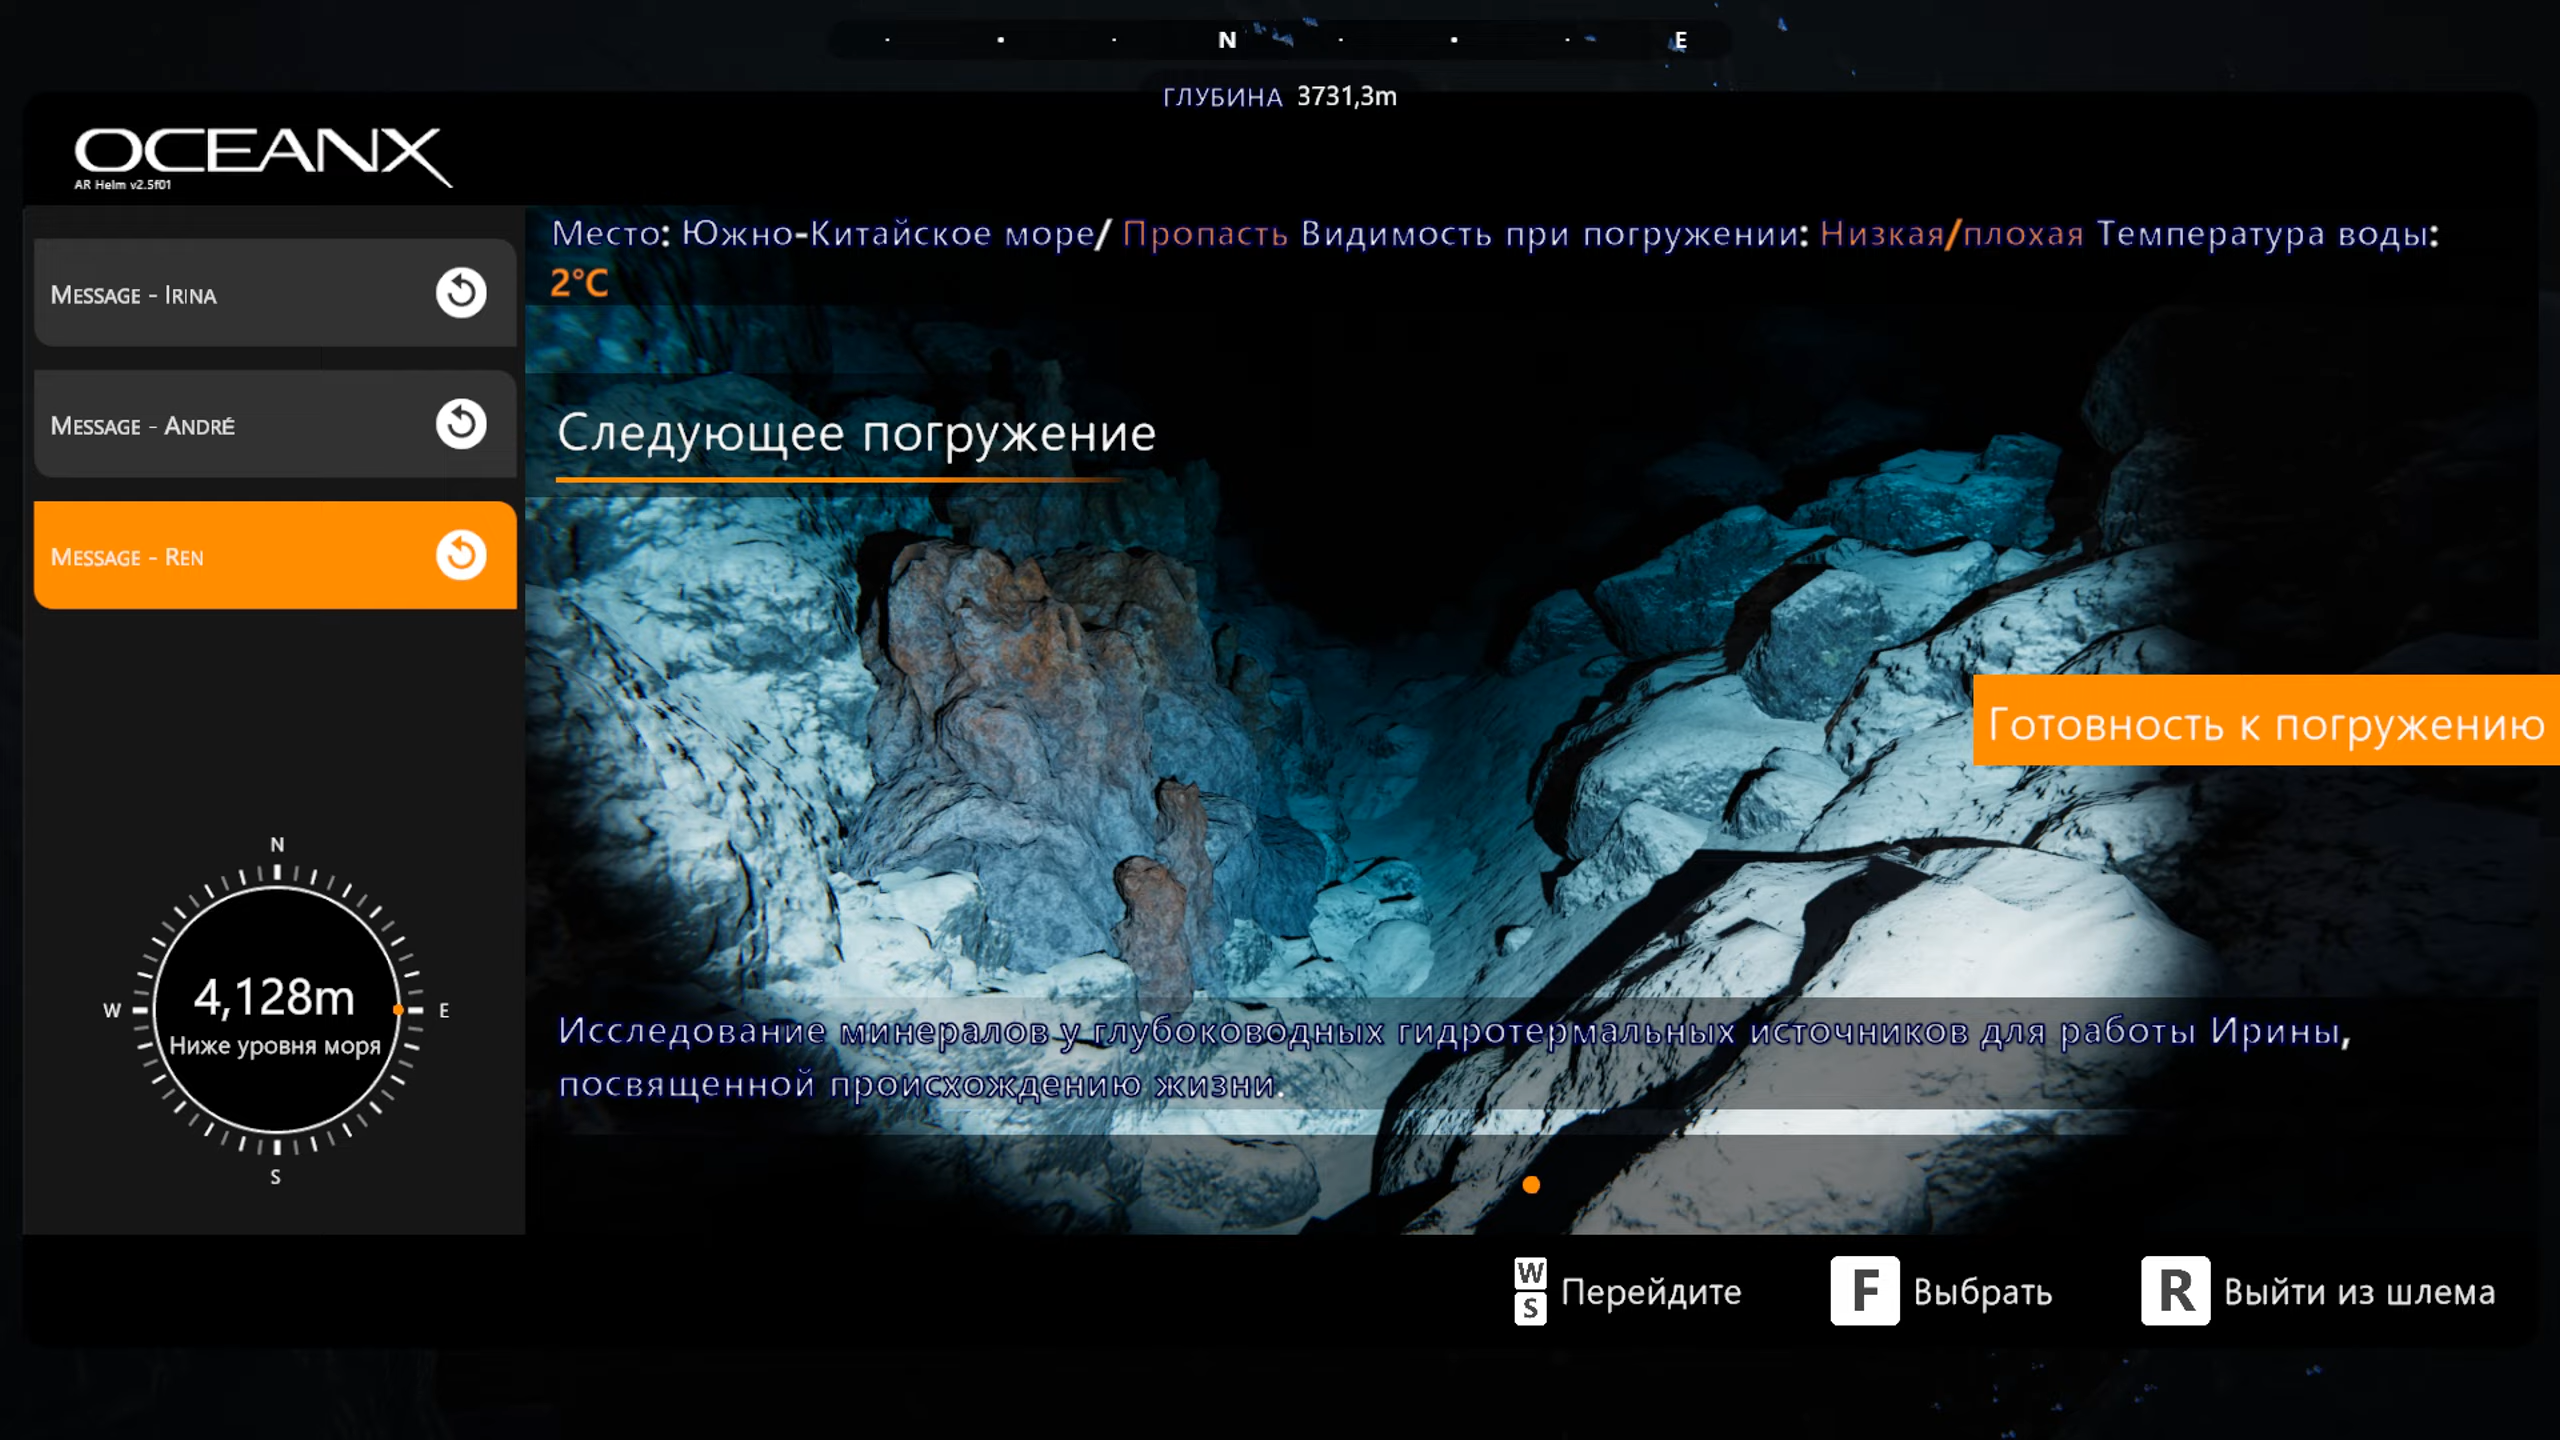 N E
ГЛУБИНА 3731,3m
OCEANX
AR Helm v2.5f01
Место: Южно-Китайское море/ Пропасть Видимость при погружении: Низкая/плохая Температура воды:
2°C
MESSAGE - IRINA
MESSAGE - ANDRÉ
MESSAGE - REN
Следующее погружение
Готовность к погружению
N
W E
4,128m
Ниже уровня моря
S
Исследование минералов у глубоководных гидротермальных источников для работы Ирины,
посвященной происхождению жизни.
W S Перейдите F Выбрать R Выйти из шлема